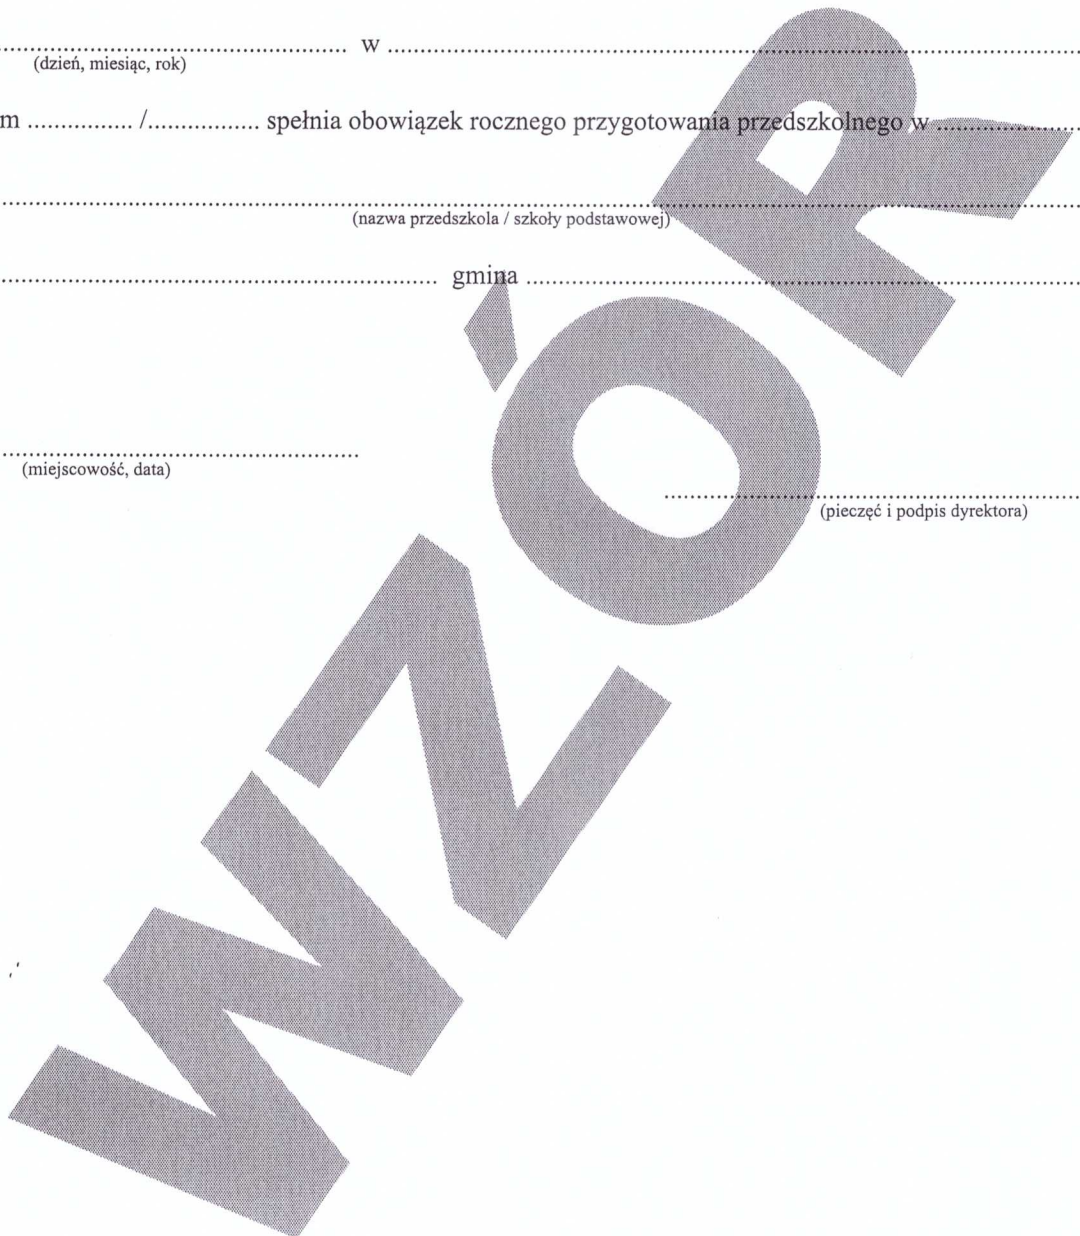 ........................................................ w ........................................................................................................
(dzień, miesiąc, rok)
m ................ /................. spełnia obowiązek rocznego przygotowania przedszkolnego w ......................
................................................................................................................................................................
(nazwa przedszkola / szkoły podstawowej)
.................................................................... gmina .....................................................................................
......................................................
(miejscowość, data)
................................................................
(pieczęć i podpis dyrektora)
WZÓR